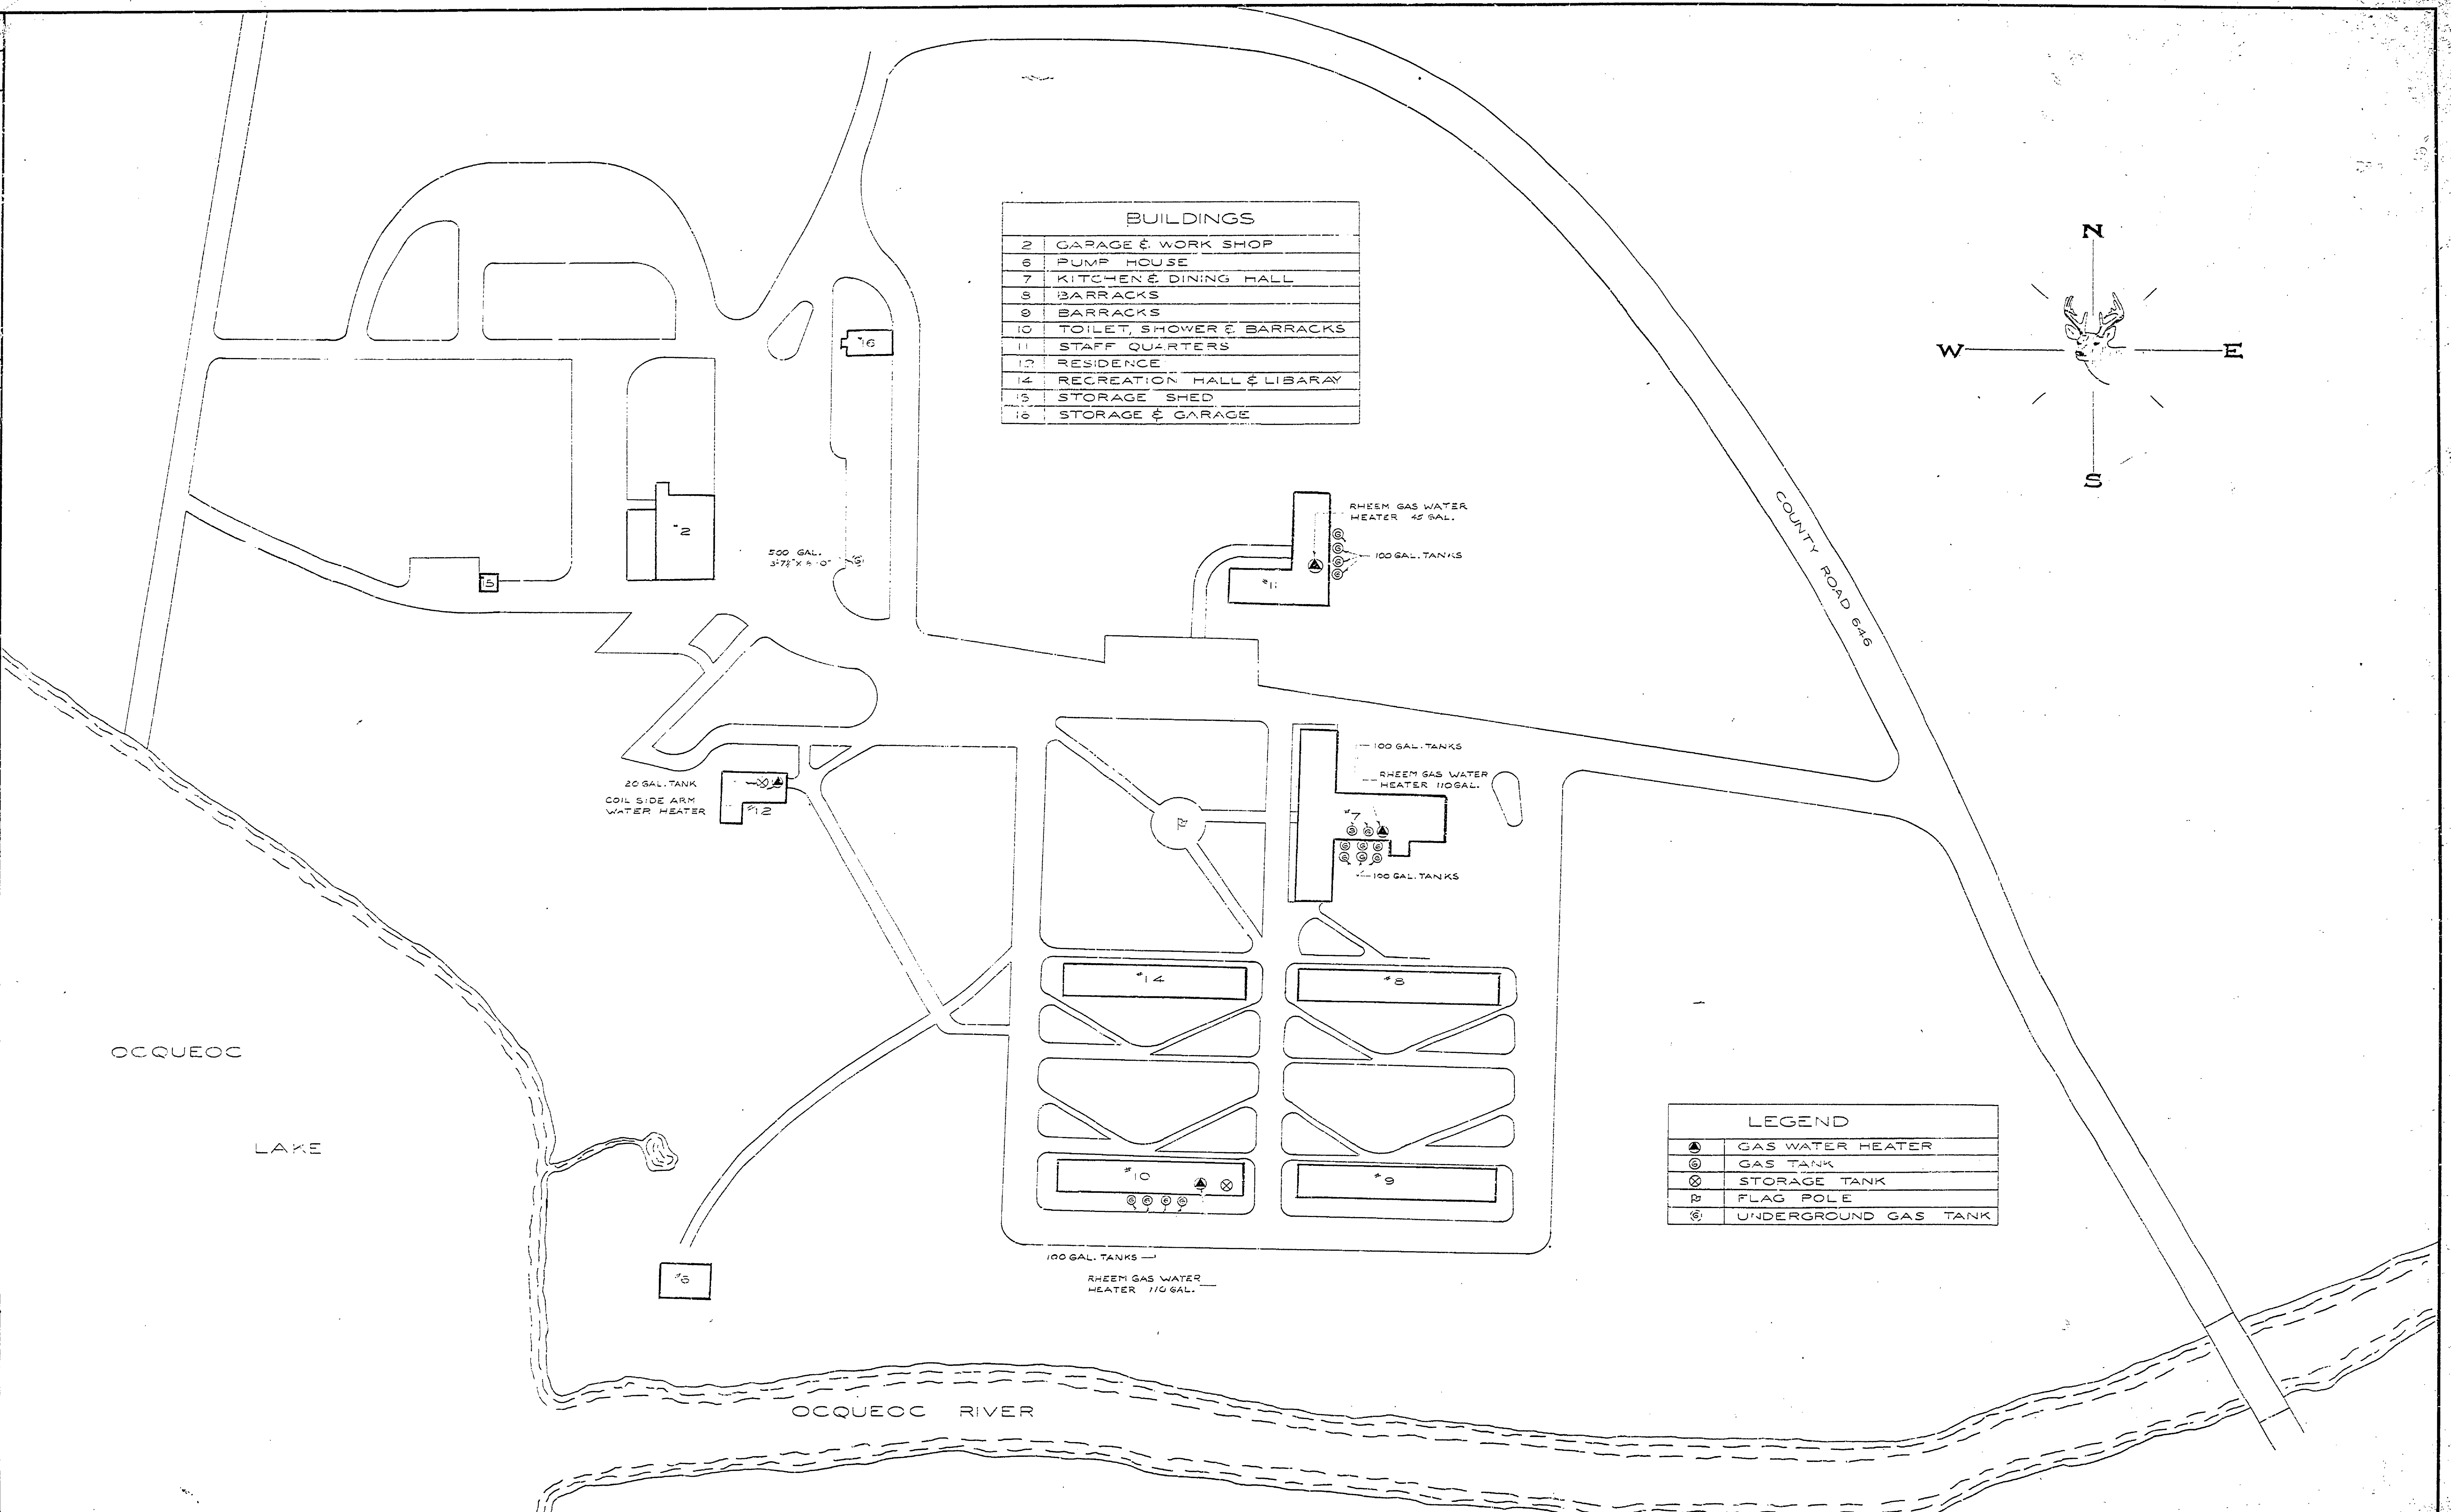 BUILDINGS
2 GARAGE & WORK SHOP
6 PUMP HOUSE
7 KITCHEN & DINING HALL
8 BARRACKS
9 BARRACKS
10 TOILET, SHOWER & BARRACKS
11 STAFF QUARTERS
12 RESIDENCE
14 RECREATION HALL & LIBARAY
15 STORAGE SHED
16 STORAGE & GARAGE
N
W
E
S
#16
#2
15
500 GAL.
RHEEM GAS WATER
HEATER 45 GAL.
100 GAL. TANKS
#11
COUNTY ROAD 646
20 GAL. TANK
COIL SIDE ARM
WATER HEATER
#12
100 GAL. TANKS
RHEEM GAS WATER
HEATER 110 GAL.
#7
100 GAL. TANKS
#14
#8
OCQUEOC
LAKE
#10
#9
100 GAL. TANKS
RHEEM GAS WATER
HEATER 110 GAL.
#6
LEGEND
GAS WATER HEATER
G GAS TANK
STORAGE TANK
FLAG POLE
G UNDERGROUND GAS TANK
OCQUEOC RIVER